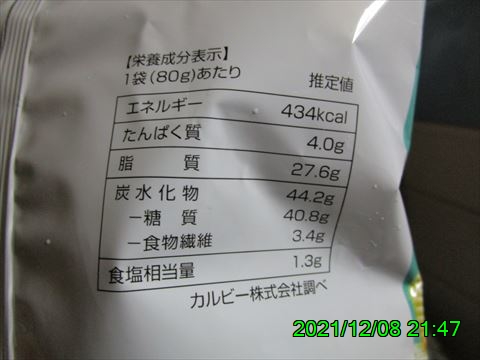 【栄養成分表示】
1袋(80g)あたり 推定値
エネルギー 434kcal
たんぱく質 4.0g
脂質 27.6g
炭水化物 44.2g
−糖質 40.8g
−食物繊維 3.4g
食塩相当量 1.3g
カルビー株式会社調べ
2021/12/08 21:47